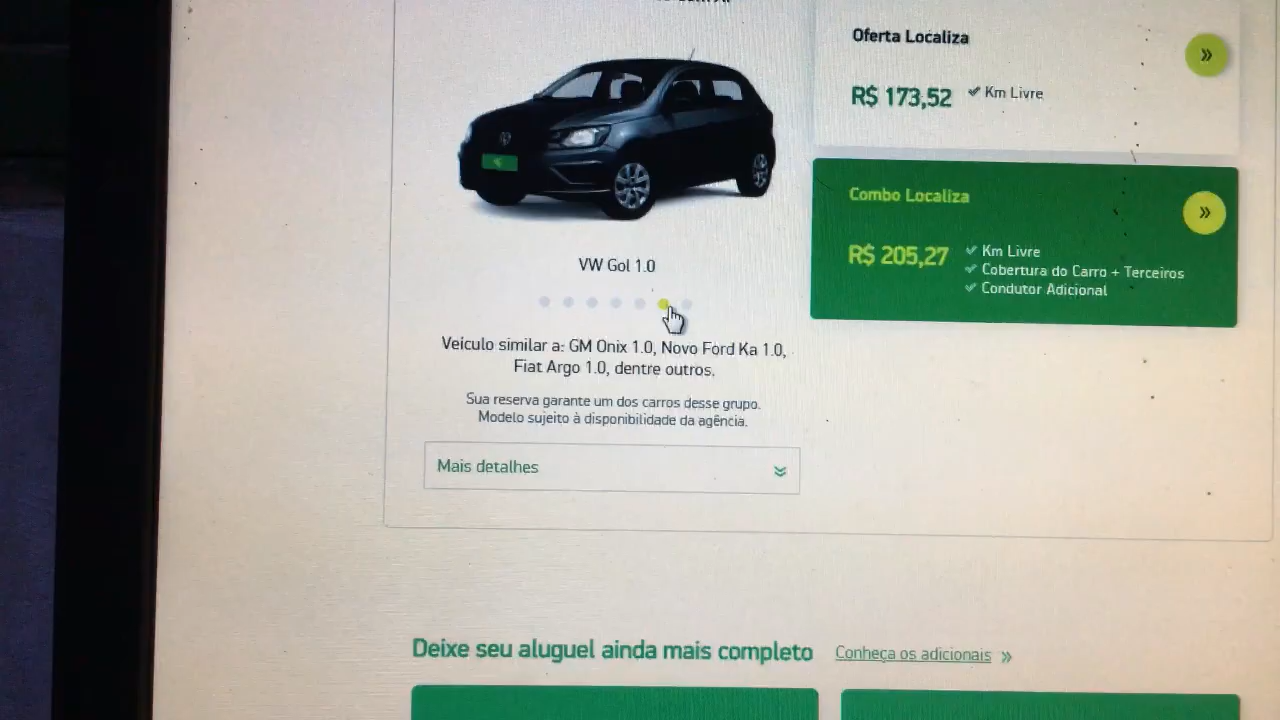 Oferta Localiza
R$ 173,52
Km Livre
Combo Localiza
R$ 205,27
Km Livre
Cobertura do Carro + Terceiros
Condutor Adicional
VW Gol 1.0
Veículo similar a: GM Onix 1.0, Novo Ford Ka 1.0,
Fiat Argo 1.0, dentre outros.
Sua reserva garante um dos carros desse grupo.
Modelo sujeito à disponibilidade da agência.
Mais detalhes
Deixe seu aluguel ainda mais completo
Conheça os adicionais